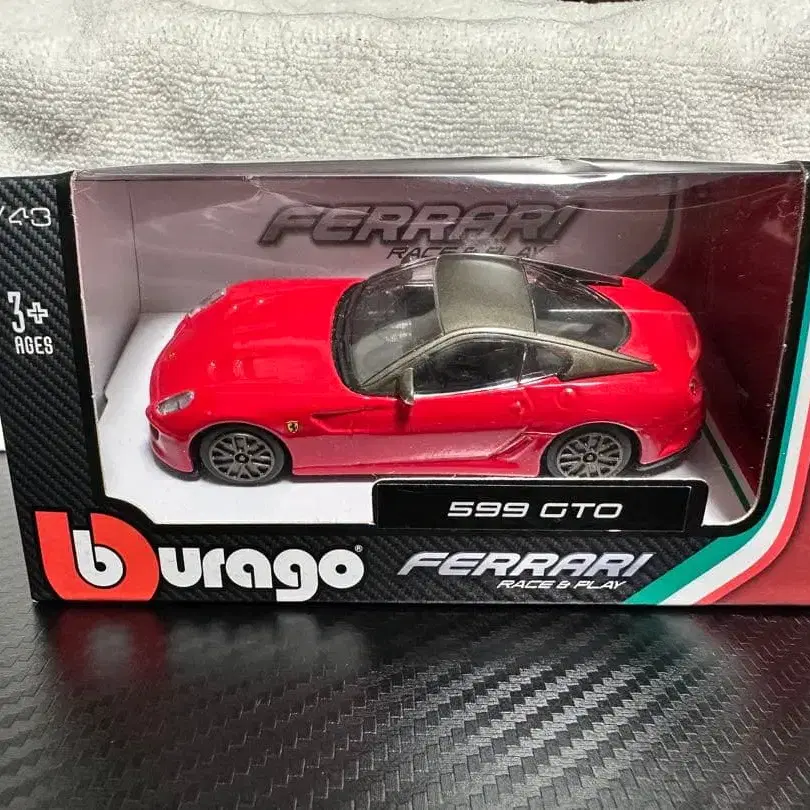 /43
3+
AGES
FERRARI
RACE & PLAY
599 GTO
burago®
FERRARI
RACE & PLAY